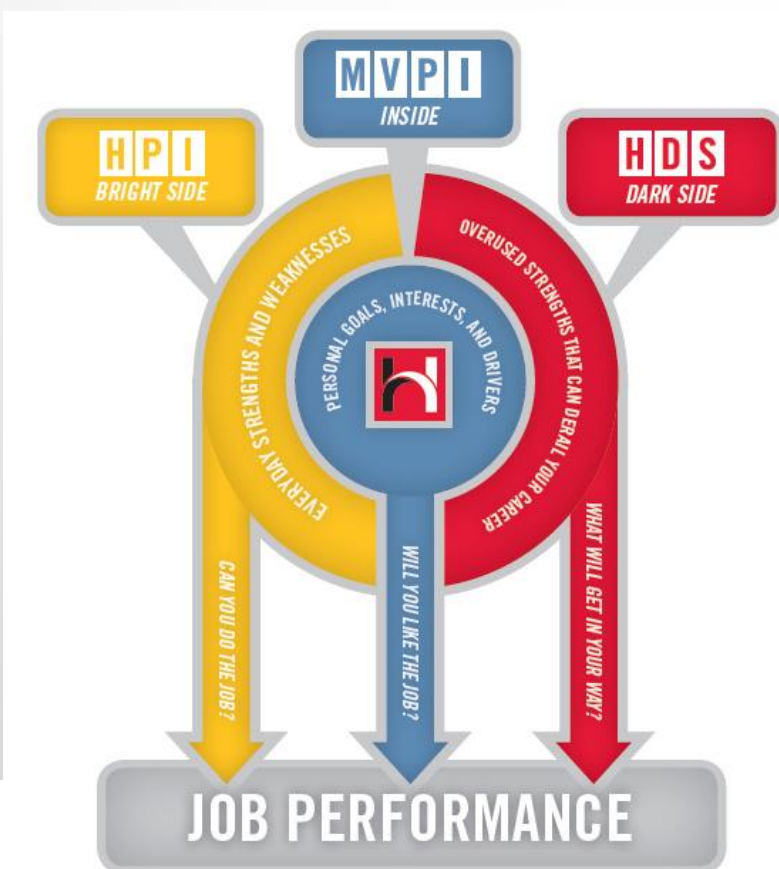 MVPI
INSIDE
HPI
BRIGHT SIDE
HDS
DARK SIDE
EVERYDAY STRENGTHS AND WEAKNESSES
PERSONAL GOALS, INTERESTS, AND DRIVERS
OVERUSED STRENGTHS THAT CAN DERAIL YOUR CAREER
CAN YOU DO THE JOB?
WILL YOU LIKE THE JOB?
WHAT WILL GET IN YOUR WAY?
JOB PERFORMANCE